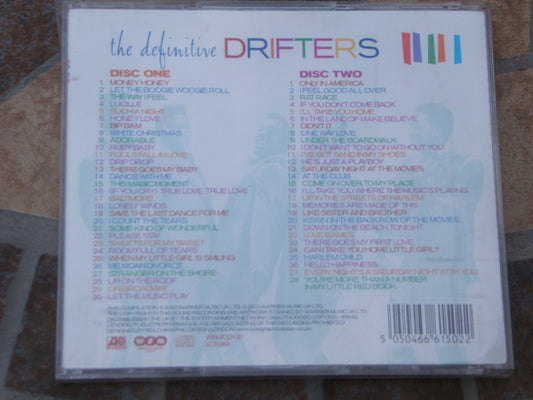 the definitive DRIFTERS
DISC ONE
1 MONEY HONEY
2 LET THE BOOGIE WOOGIE ROLL
3 THE WAY I FEEL
4 LUCILLE
5 SUCH A NIGHT
6 HONEY LOVE
7 BIP BAM
8 WHITE CHRISTMAS
9 ADORABLE
10 RUBY BABY
11 FOOLS FALL IN LOVE
12 DRIP DROP
13 THERE GOES MY BABY
14 DANCE WITH ME
15 THIS MAGIC MOMENT
16 (IF YOU CRY) TRUE LOVE, TRUE LOVE
17 BALTIMORE
18 LONELY WINDS
19 SAVE THE LAST DANCE FOR ME
20 COUNT THE TEARS
21 SOME KIND OF WONDERFUL
22 PLEASE STAY
23 SWEETS FOR MY SWEET
24 ROOM FULL OF TEARS
25 WHEN MY LITTLE GIRL IS SMILING
26 MEXICAN DIVORCE
27 STRANGER ON THE SHORE
28 UP ON THE ROOF
29 ON BROADWAY
30 LET THE MUSIC PLAY
DISC TWO
1 ONLY IN AMERICA
2 I FEEL GOOD ALL OVER
3 RAT RACE
4 IF YOU DON'T COME BACK
5 I'LL TAKE YOU HOME
6 IN THE LAND OF MAKE BELIEVE
7 DIDN'T IT
8 ONE WAY LOVE
9 UNDER THE BOARDWALK
10 I DON'T WANT TO GO ON WITHOUT YOU
11 I'VE GOT SAND IN MY SHOES
12 HE'S JUST A PLAYBOY
13 SATURDAY NIGHT AT THE MOVIES
14 AT THE CLUB
15 COME ON OVER TO MY PLACE
16 I'LL TAKE YOU WHERE THE MUSIC'S PLAYING
17 UP IN THE STREETS OF HARLEM
18 MEMORIES ARE MADE OF THIS
19 LIKE SISTER AND BROTHER
20 KISSIN IN THE BACK ROW OF THE MOVIES
21 DOWN ON THE BEACH TONIGHT
22 LOVE GAMES
23 THERE GOES MY FIRST LOVE
24 CAN I TAKE YOU HOME LITTLE GIRL?
25 HARLEM CHILD
26 HELLO HAPPINESS
27 EVERY NIGHT'S A SATURDAY NIGHT WITH YOU
28 YOU'RE MORE THAN A NUMBER
IN MY LITTLE RED BOOK
5 050466 615022